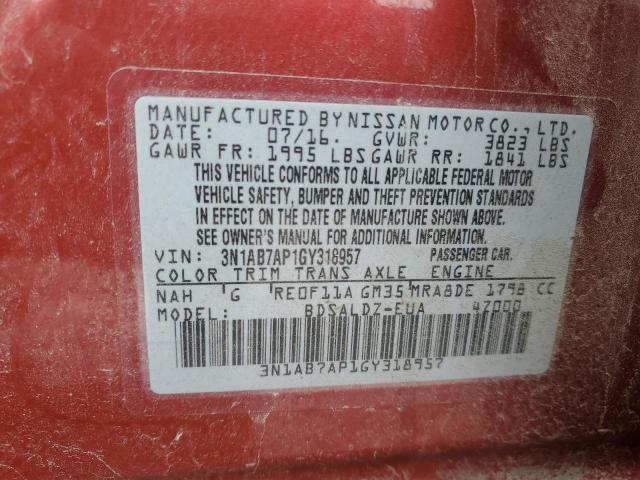 MANUFACTURED BY NISSAN MOTOR CO., LTD.
DATE: 07/16. GVWR: 3823 LBS
GAWR FR: 1995 LBS GAWR RR: 1841 LBS
THIS VEHICLE CONFORMS TO ALL APPLICABLE FEDERAL MOTOR
VEHICLE SAFETY, BUMPER AND THEFT PREVENTION STANDARDS
IN EFFECT ON THE DATE OF MANUFACTURE SHOWN ABOVE.
SEE OWNER'S MANUAL FOR ADDITIONAL INFORMATION.
VIN: 3N1AB7AP1GY318957 PASSENGER CAR.
COLOR TRIM TRANS AXLE ENGINE
NAH G RE0F11A GM35 MRA8DE 1798 CC
MODEL: BDSALDZ-EUA 47000
3N1AB7AP1GY318957